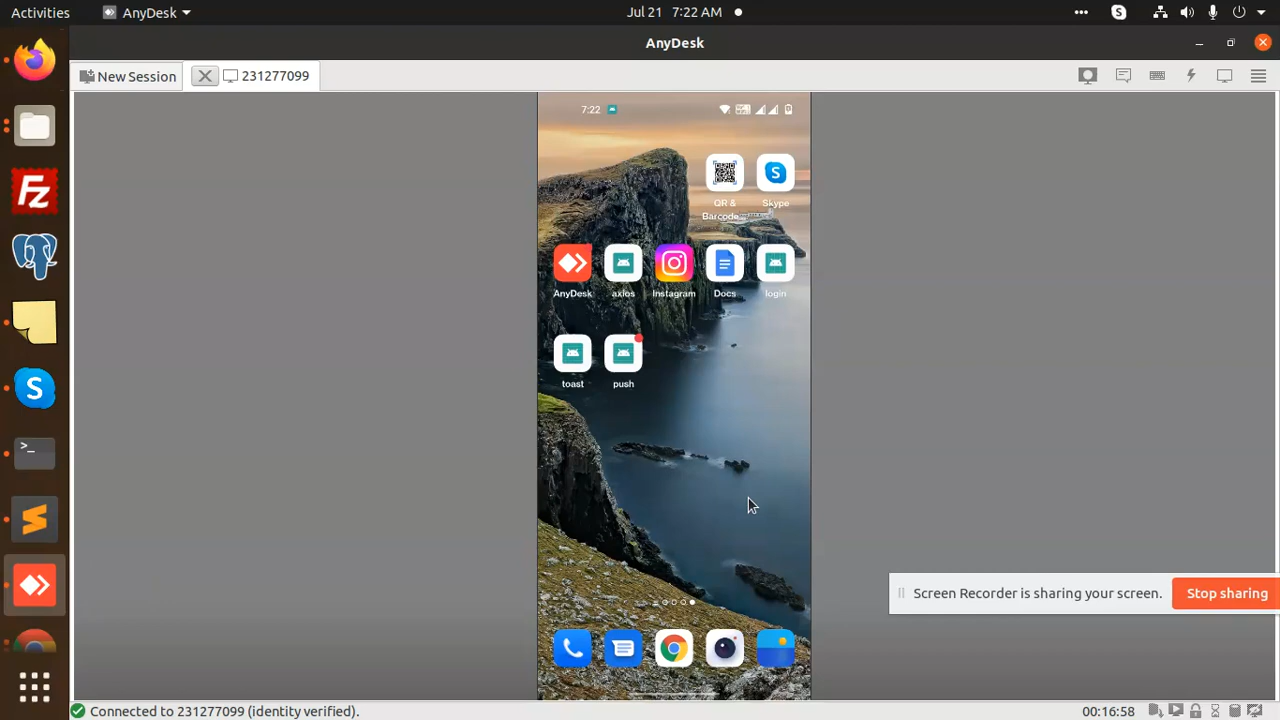 Activities
AnyDesk
Jul 21 7:22 AM
AnyDesk
New Session
231277099
7:22
QR &
Barcode...
Skype
AnyDesk
axios
Instagram
Docs
login
toast
push
Screen Recorder is sharing your screen.
Stop sharing
Connected to 231277099 (identity verified).
00:16:58